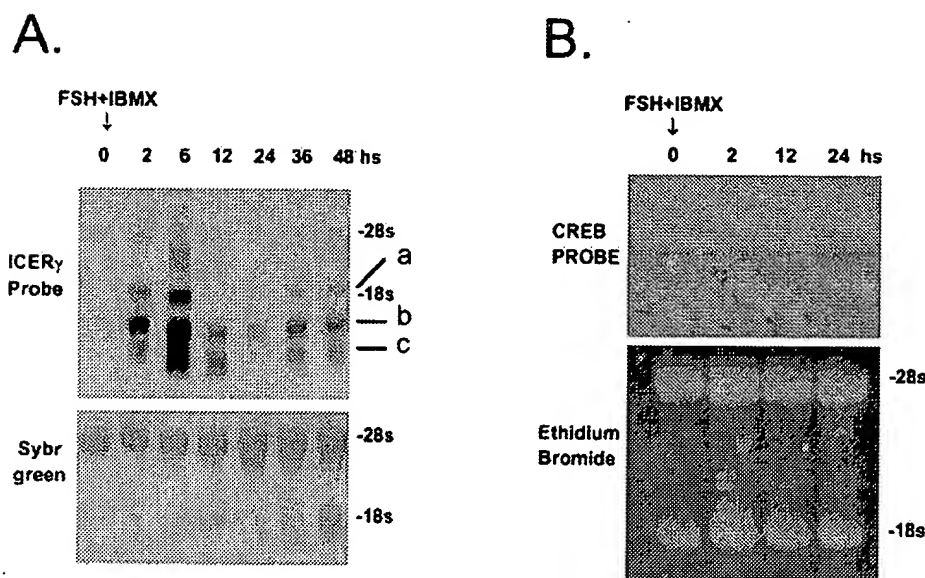 A.
FSH+IBMX
↓
0 2 6 12 24 36 48 hs
ICERγ
Probe
-28s
a
-18s
b
c
Sybr
green
-28s
-18s
B.
FSH+IBMX
↓
0 2 12 24 hs
CREB
PROBE
Ethidium
Bromide
-28s
-18s